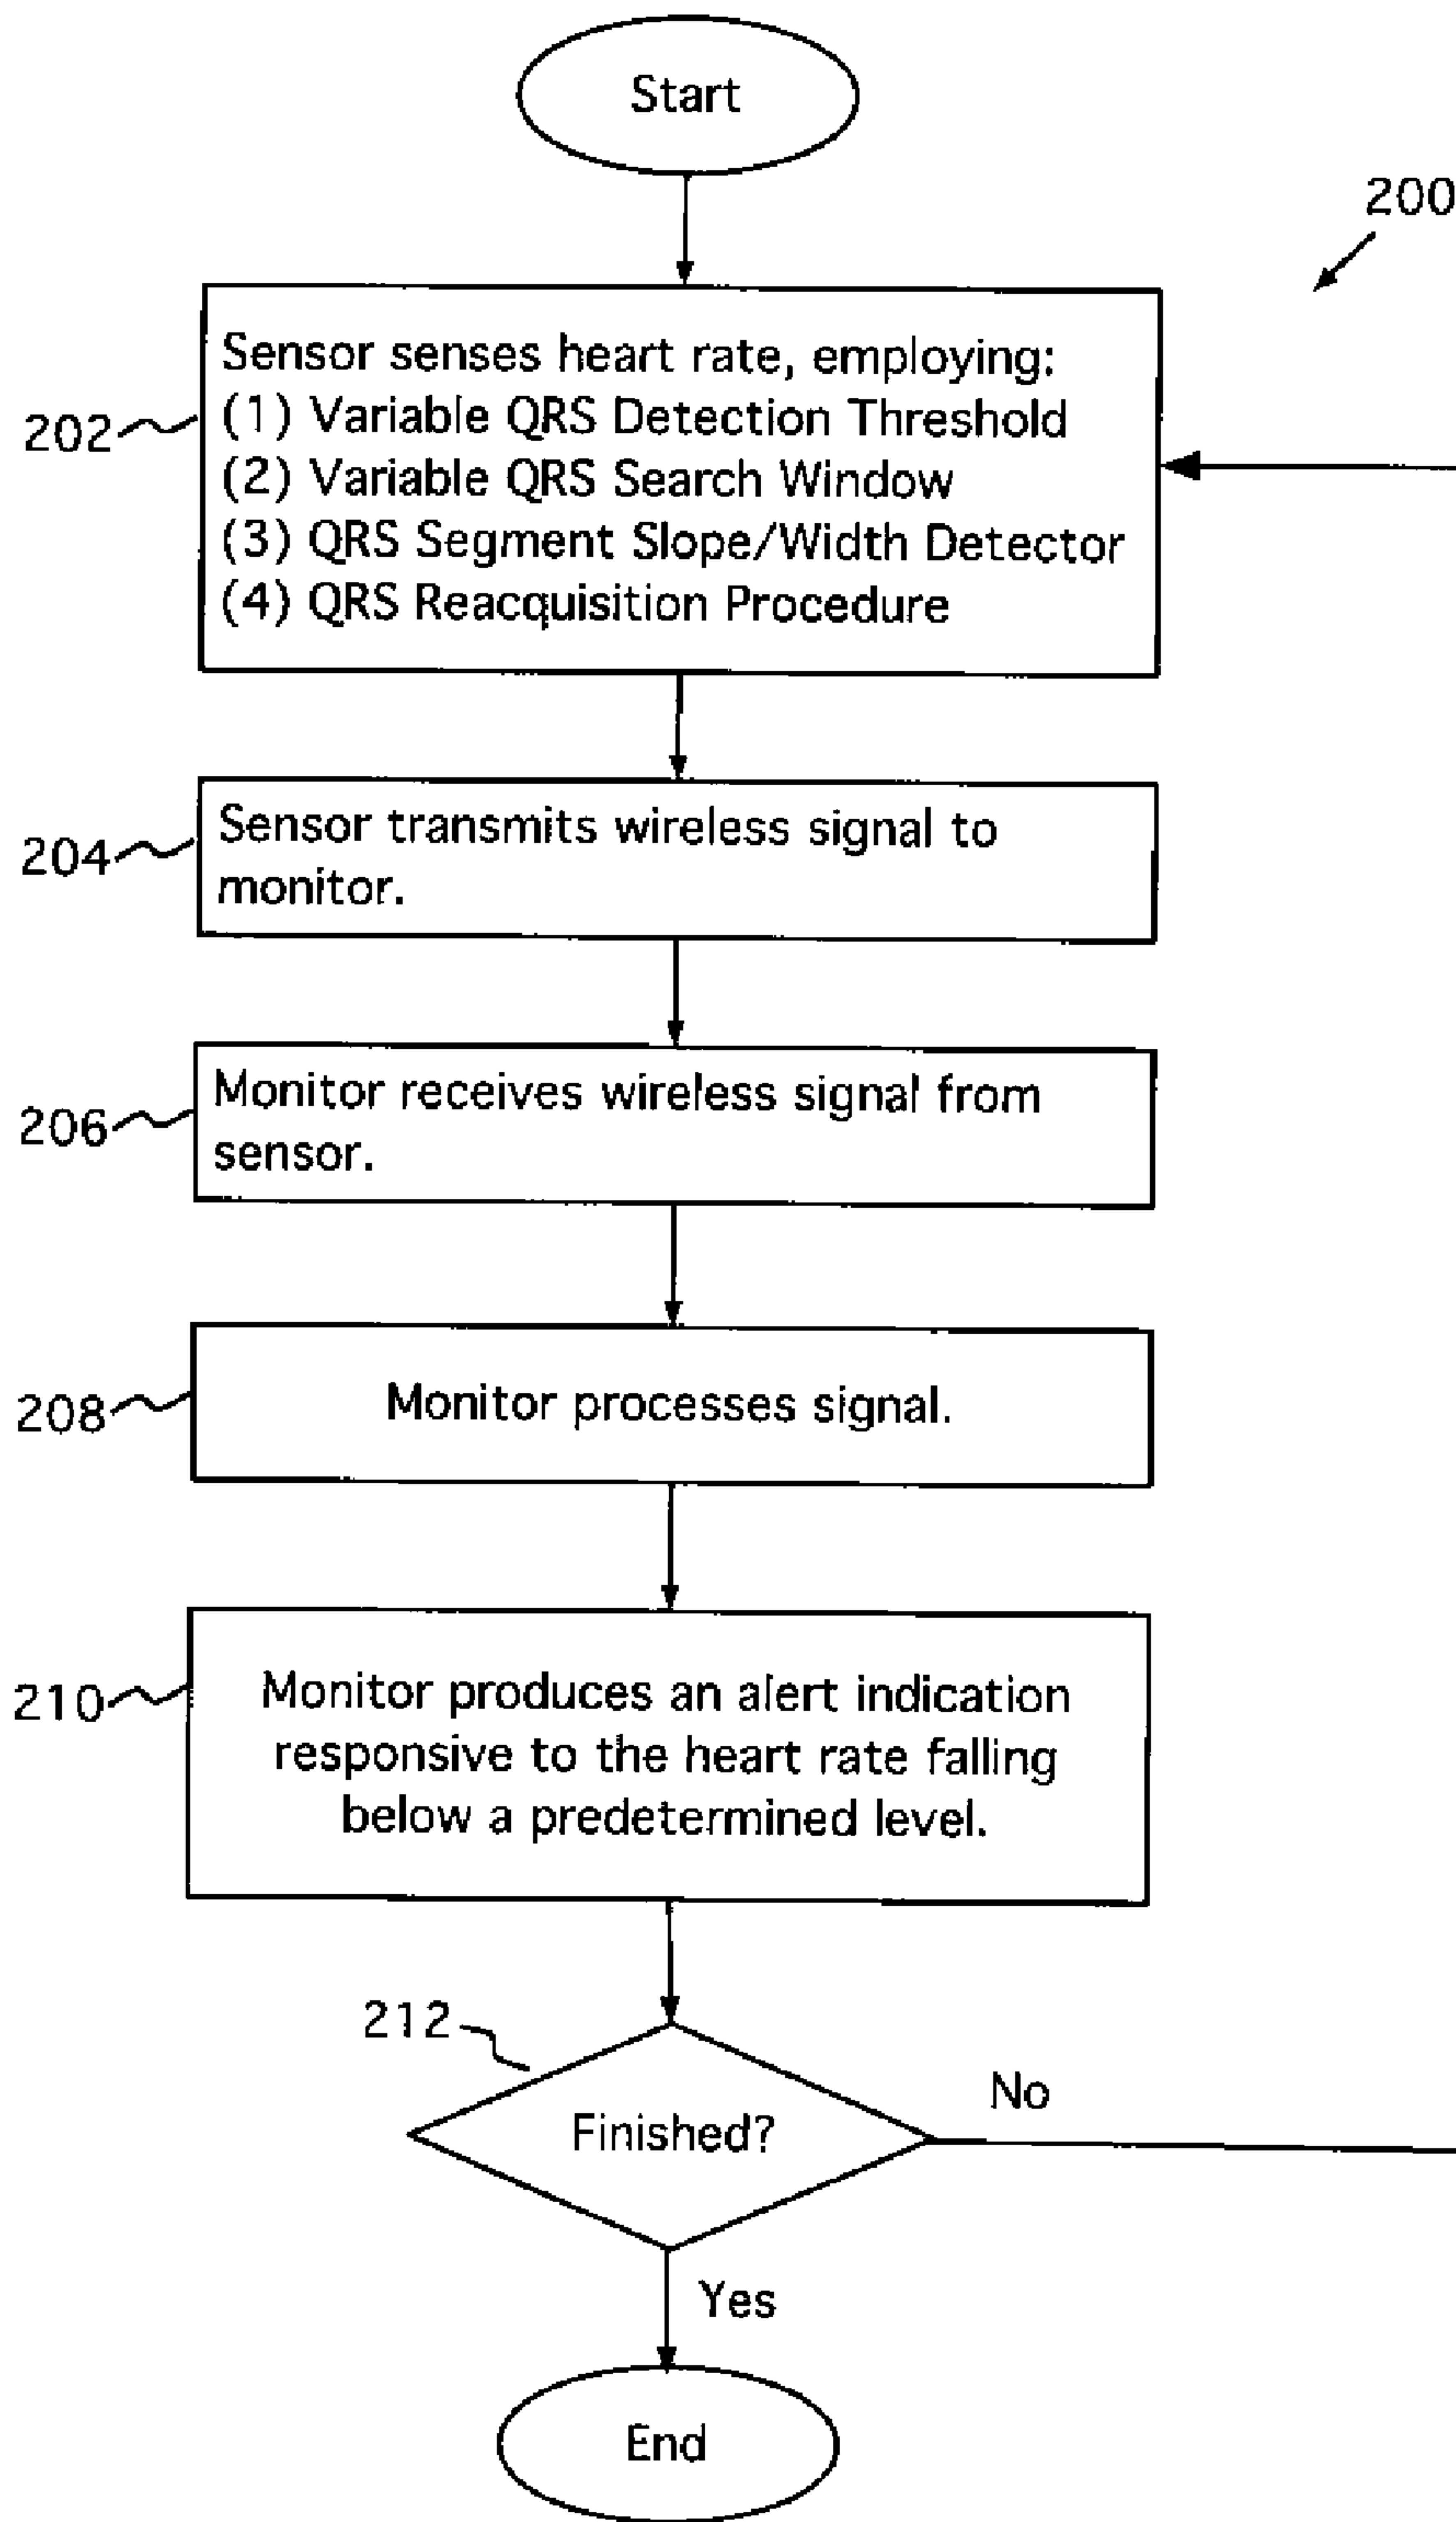 Start
200
202
Sensor senses heart rate, employing:
(1) Variable QRS Detection Threshold
(2) Variable QRS Search Window
(3) QRS Segment Slope/Width Detector
(4) QRS Reacquisition Procedure
204
Sensor transmits wireless signal to
monitor.
206
Monitor receives wireless signal from
sensor.
208
Monitor processes signal.
210
Monitor produces an alert indication
responsive to the heart rate falling
below a predetermined level.
212
Finished?
No
Yes
End